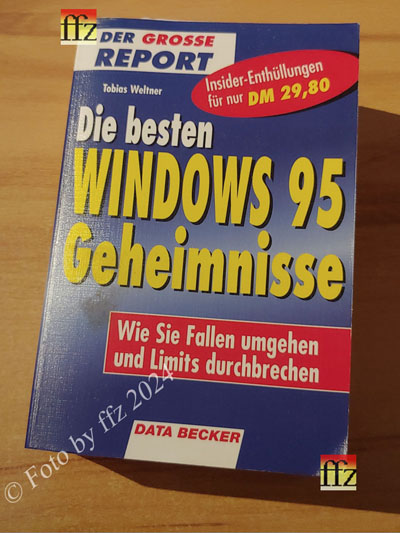 ffz
DER GROSSE
REPORT
Tobias Weltner
Insider-Enthüllungen
für nur DM 29,80
Die besten
WINDOWS 95
Geheimnisse
Wie Sie Fallen umgehen
und Limits durchbrechen
DATA BECKER
© Foto by ffz 2024
ffz